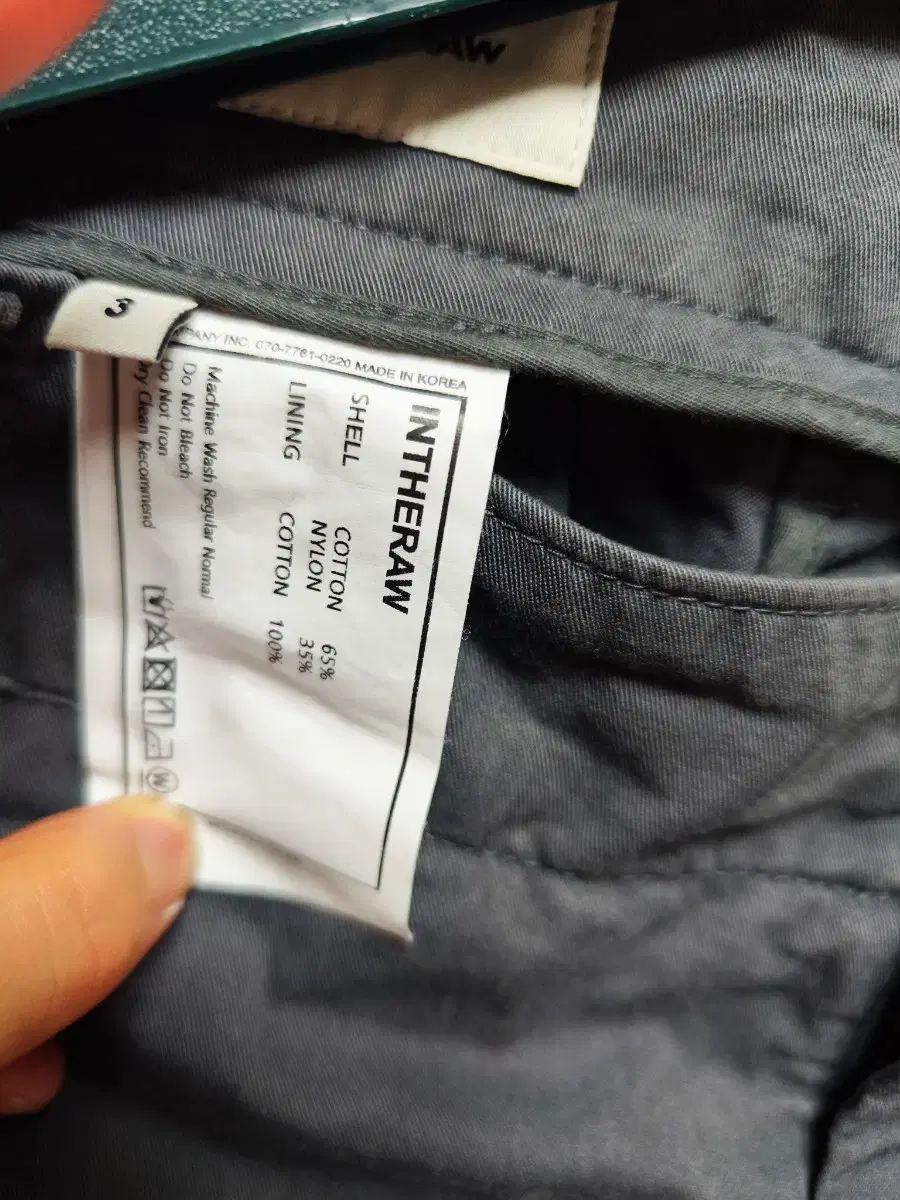 AW
3
PANY INC. 070-7761-0220 MADE IN KOREA
INTHERAW
SHELL COTTON 65%
NYLON 35%
LINING COTTON 100%
Machine Wash Regular Normal
Do Not Bleach
Do Not Iron
Dry Clean Recommend
W